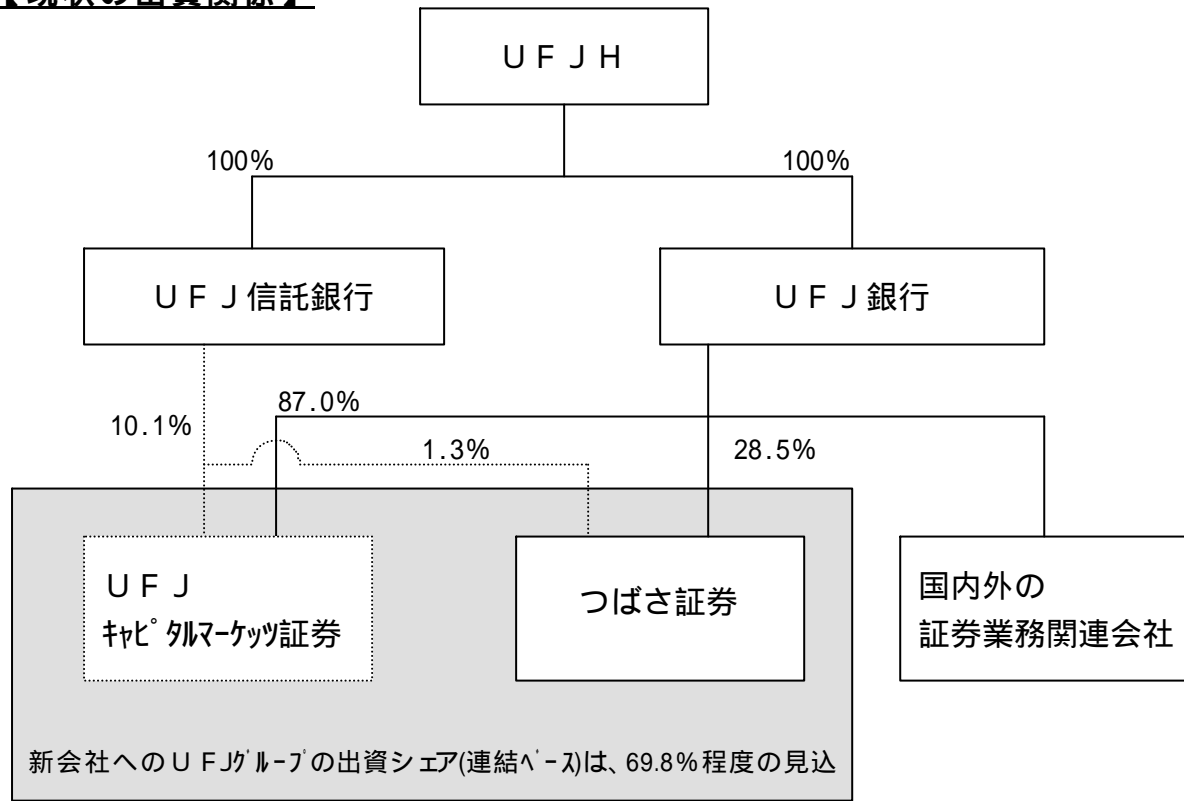 【現状の出資関係】
ＵＦＪＨ
100%
100%
ＵＦＪ信託銀行
ＵＦＪ銀行
87.0%
10.1%
1.3%
28.5%
ＵＦＪ
ｷｬﾋﾟﾀﾙﾏｰｹｯﾂ証券
つばさ証券
国内外の
証券業務関連会社
新会社へのＵＦＪｸﾞﾙｰﾌﾟの出資シェア(連結ﾍﾞｰｽ)は、69.8%程度の見込